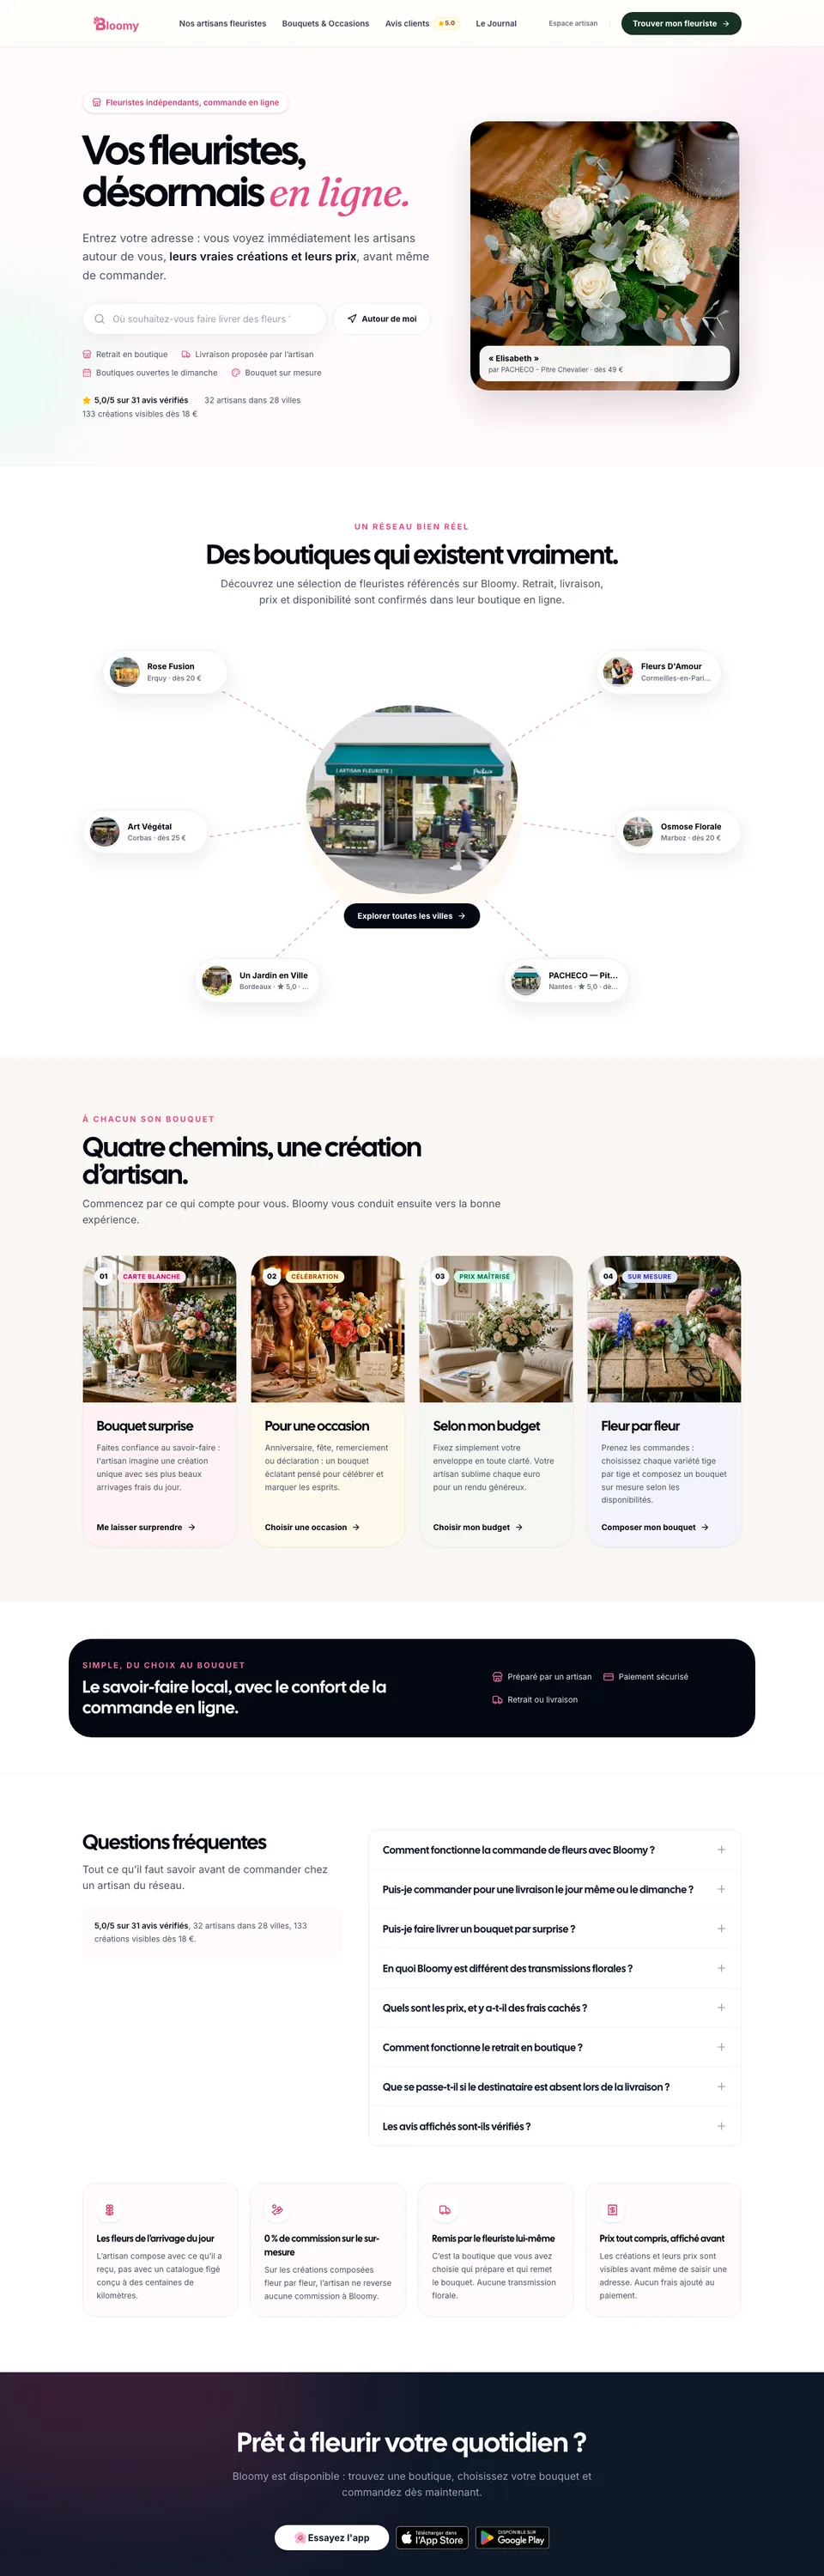 Bloomy
Nos artisans fleuristes
Bouquets & Occasions
Avis clients
5.0
Le Journal
Espace artisan
Trouver mon fleuriste →
Fleuristes indépendants, commande en ligne
Vos fleuristes,
désormais en ligne.
Entrez votre adresse : vous voyez immédiatement les artisans
autour de vous, leurs vraies créations et leurs prix, avant même
de commander.
Où souhaitez-vous faire livrer des fleurs '
Autour de moi
Retrait en boutique
Livraison proposée par l'artisan
Boutiques ouvertes le dimanche
Bouquet sur mesure
5,0/5 sur 31 avis vérifiés
32 artisans dans 28 villes
133 créations visibles dès 18 €
« Elisabeth »
par PACHECO - Pitre Chevalier · dès 49 €
UN RÉSEAU BIEN RÉEL
Des boutiques qui existent vraiment.
Découvrez une sélection de fleuristes référencés sur Bloomy. Retrait, livraison,
prix et disponibilité sont confirmés dans leur boutique en ligne.
Rose Fusion
Erquy · dès 20 €
Fleurs D'Amour
Cormeilles-en-Pari...
( ARTISAN FLEURISTE )
Art Végétal
Corbas · dès 25 €
Osmose Florale
Marboz · dès 20 €
Explorer toutes les villes →
Un Jardin en Ville
Bordeaux · ★ 5,0 · ...
PACHECO — Pit...
Nantes · ★ 5,0 · dè...
À CHACUN SON BOUQUET
Quatre chemins, une création
d'artisan.
Commencez par ce qui compte pour vous. Bloomy vous conduit ensuite vers la bonne
expérience.
01
CARTE BLANCHE
Bouquet surprise
Faites confiance au savoir-faire :
l'artisan imagine une création
unique avec ses plus beaux
arrivages frais du jour.
Me laisser surprendre →
02
CÉLÉBRATION
Pour une occasion
Anniversaire, fête, remerciement
ou déclaration : un bouquet
éclatant pensé pour célébrer et
marquer les esprits.
Choisir une occasion →
03
PRIX MAÎTRISÉ
Selon mon budget
Fixez simplement votre
enveloppe en toute clarté. Votre
artisan sublime chaque euro
pour un rendu généreux.
Choisir mon budget →
04
SUR MESURE
Fleur par fleur
Prenez les commandes :
choisissez chaque variété tige
par tige et composez un bouquet
sur mesure selon les
disponibilités.
Composer mon bouquet →
SIMPLE, DU CHOIX AU BOUQUET
Le savoir-faire local, avec le confort de la
commande en ligne.
Préparé par un artisan
Paiement sécurisé
Retrait ou livraison
Questions fréquentes
Tout ce qu'il faut savoir avant de commander chez
un artisan du réseau.
5,0/5 sur 31 avis vérifiés, 32 artisans dans 28 villes, 133
créations visibles dès 18 €.
Comment fonctionne la commande de fleurs avec Bloomy ?
Puis-je commander pour une livraison le jour même ou le dimanche ?
Puis-je faire livrer un bouquet par surprise ?
En quoi Bloomy est différent des transmissions florales ?
Quels sont les prix, et y a-t-il des frais cachés ?
Comment fonctionne le retrait en boutique ?
Que se passe-t-il si le destinataire est absent lors de la livraison ?
Les avis affichés sont-ils vérifiés ?
Les fleurs de l'arrivage du jour
L'artisan compose avec ce qu'il a
reçu, pas avec un catalogue figé
conçu à des centaines de
kilomètres.
0 % de commission sur le sur-
mesure
Sur les créations composées
fleur par fleur, l'artisan ne reverse
aucune commission à Bloomy.
Remis par le fleuriste lui-même
C'est la boutique que vous avez
choisie qui prépare et qui remet
le bouquet. Aucune transmission
florale.
Prix tout compris, affiché avant
Les créations et leurs prix sont
visibles avant même de saisir une
adresse. Aucun frais ajouté au
paiement.
Prêt à fleurir votre quotidien ?
Bloomy est disponible : trouvez une boutique, choisissez votre bouquet et
commandez dès maintenant.
Essayez l'app
Télécharger dans
l'App Store
DISPONIBLE SUR
Google Play